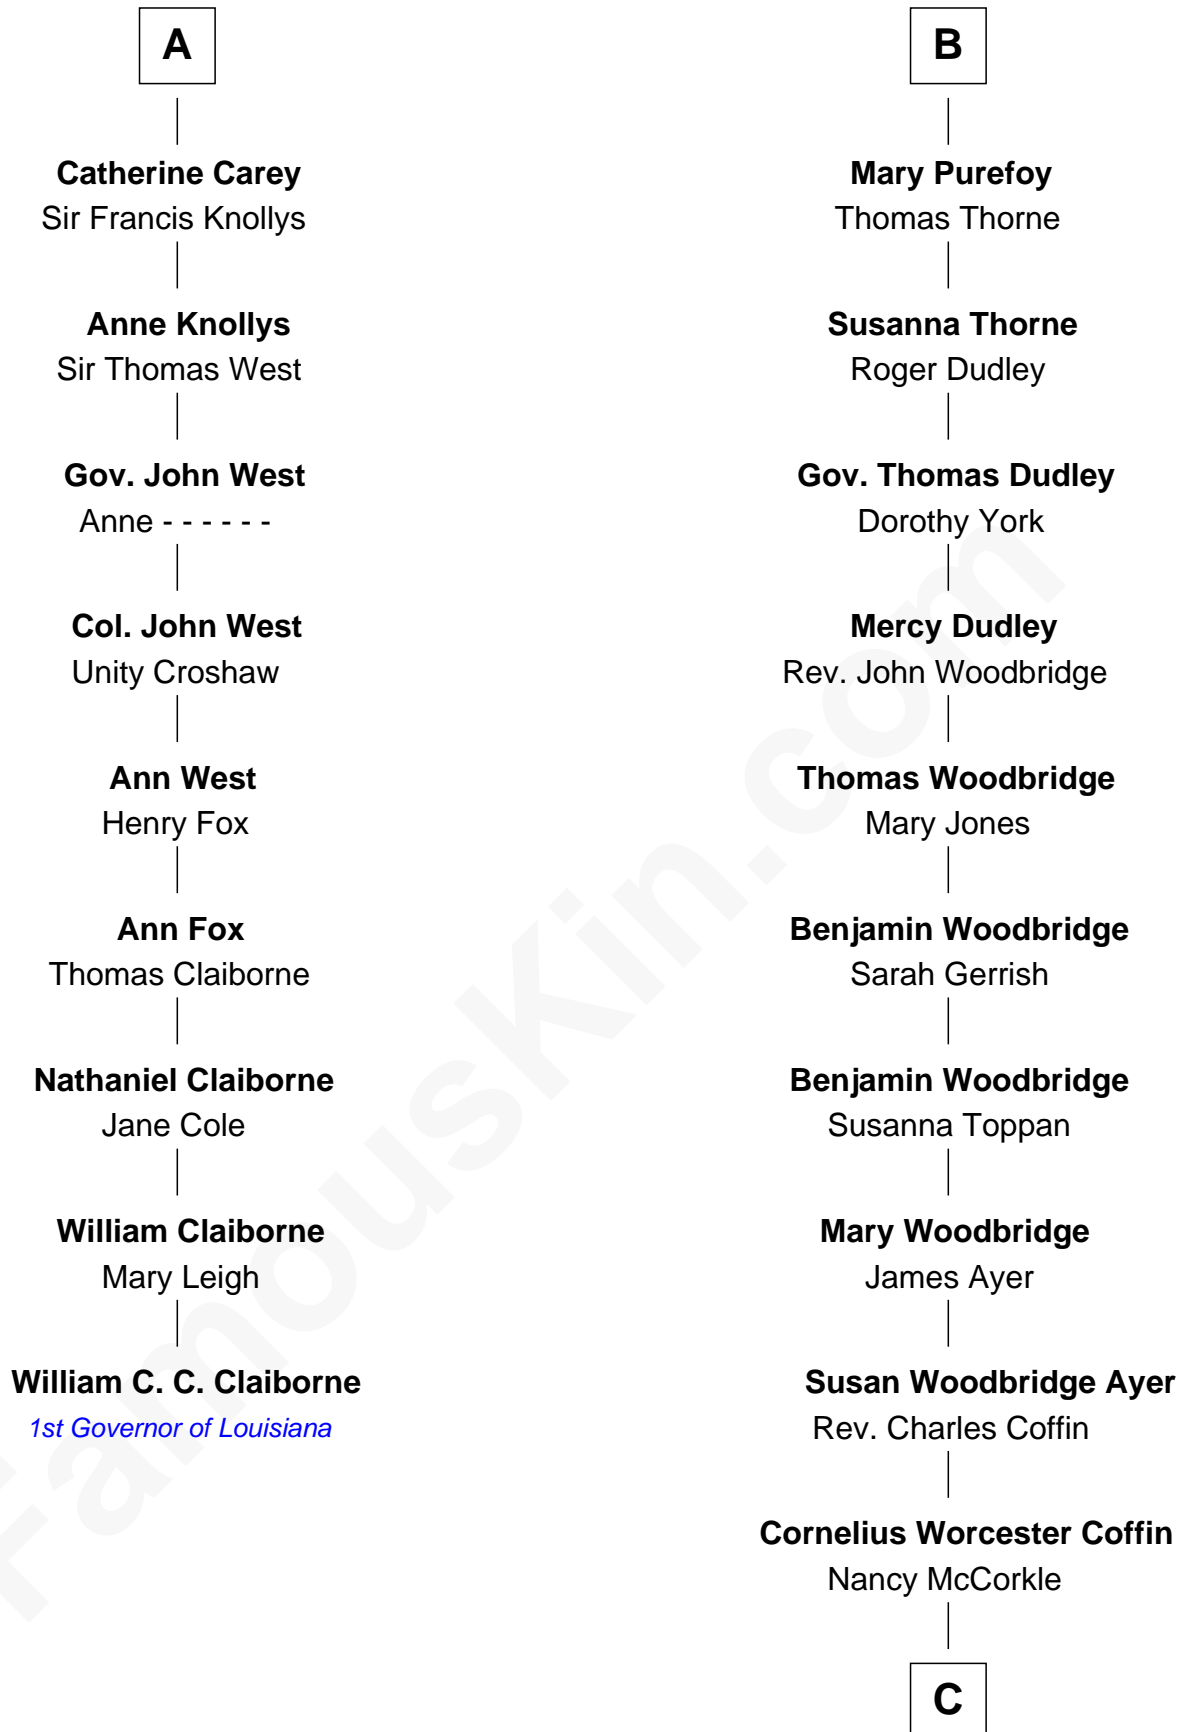 A
Catherine Carey
Sir Francis Knollys
Anne Knollys
Sir Thomas West
Gov. John West
Anne - - - - - -
Col. John West
Unity Croshaw
Ann West
Henry Fox
Ann Fox
Thomas Claiborne
Nathaniel Claiborne
Jane Cole
William Claiborne
Mary Leigh
William C. C. Claiborne
1st Governor of Louisiana
B
Mary Purefoy
Thomas Thorne
Susanna Thorne
Roger Dudley
Gov. Thomas Dudley
Dorothy York
Mercy Dudley
Rev. John Woodbridge
Thomas Woodbridge
Mary Jones
Benjamin Woodbridge
Sarah Gerrish
Benjamin Woodbridge
Susanna Toppan
Mary Woodbridge
James Ayer
Susan Woodbridge Ayer
Rev. Charles Coffin
Cornelius Worcester Coffin
Nancy McCorkle
C
FamousKin.com